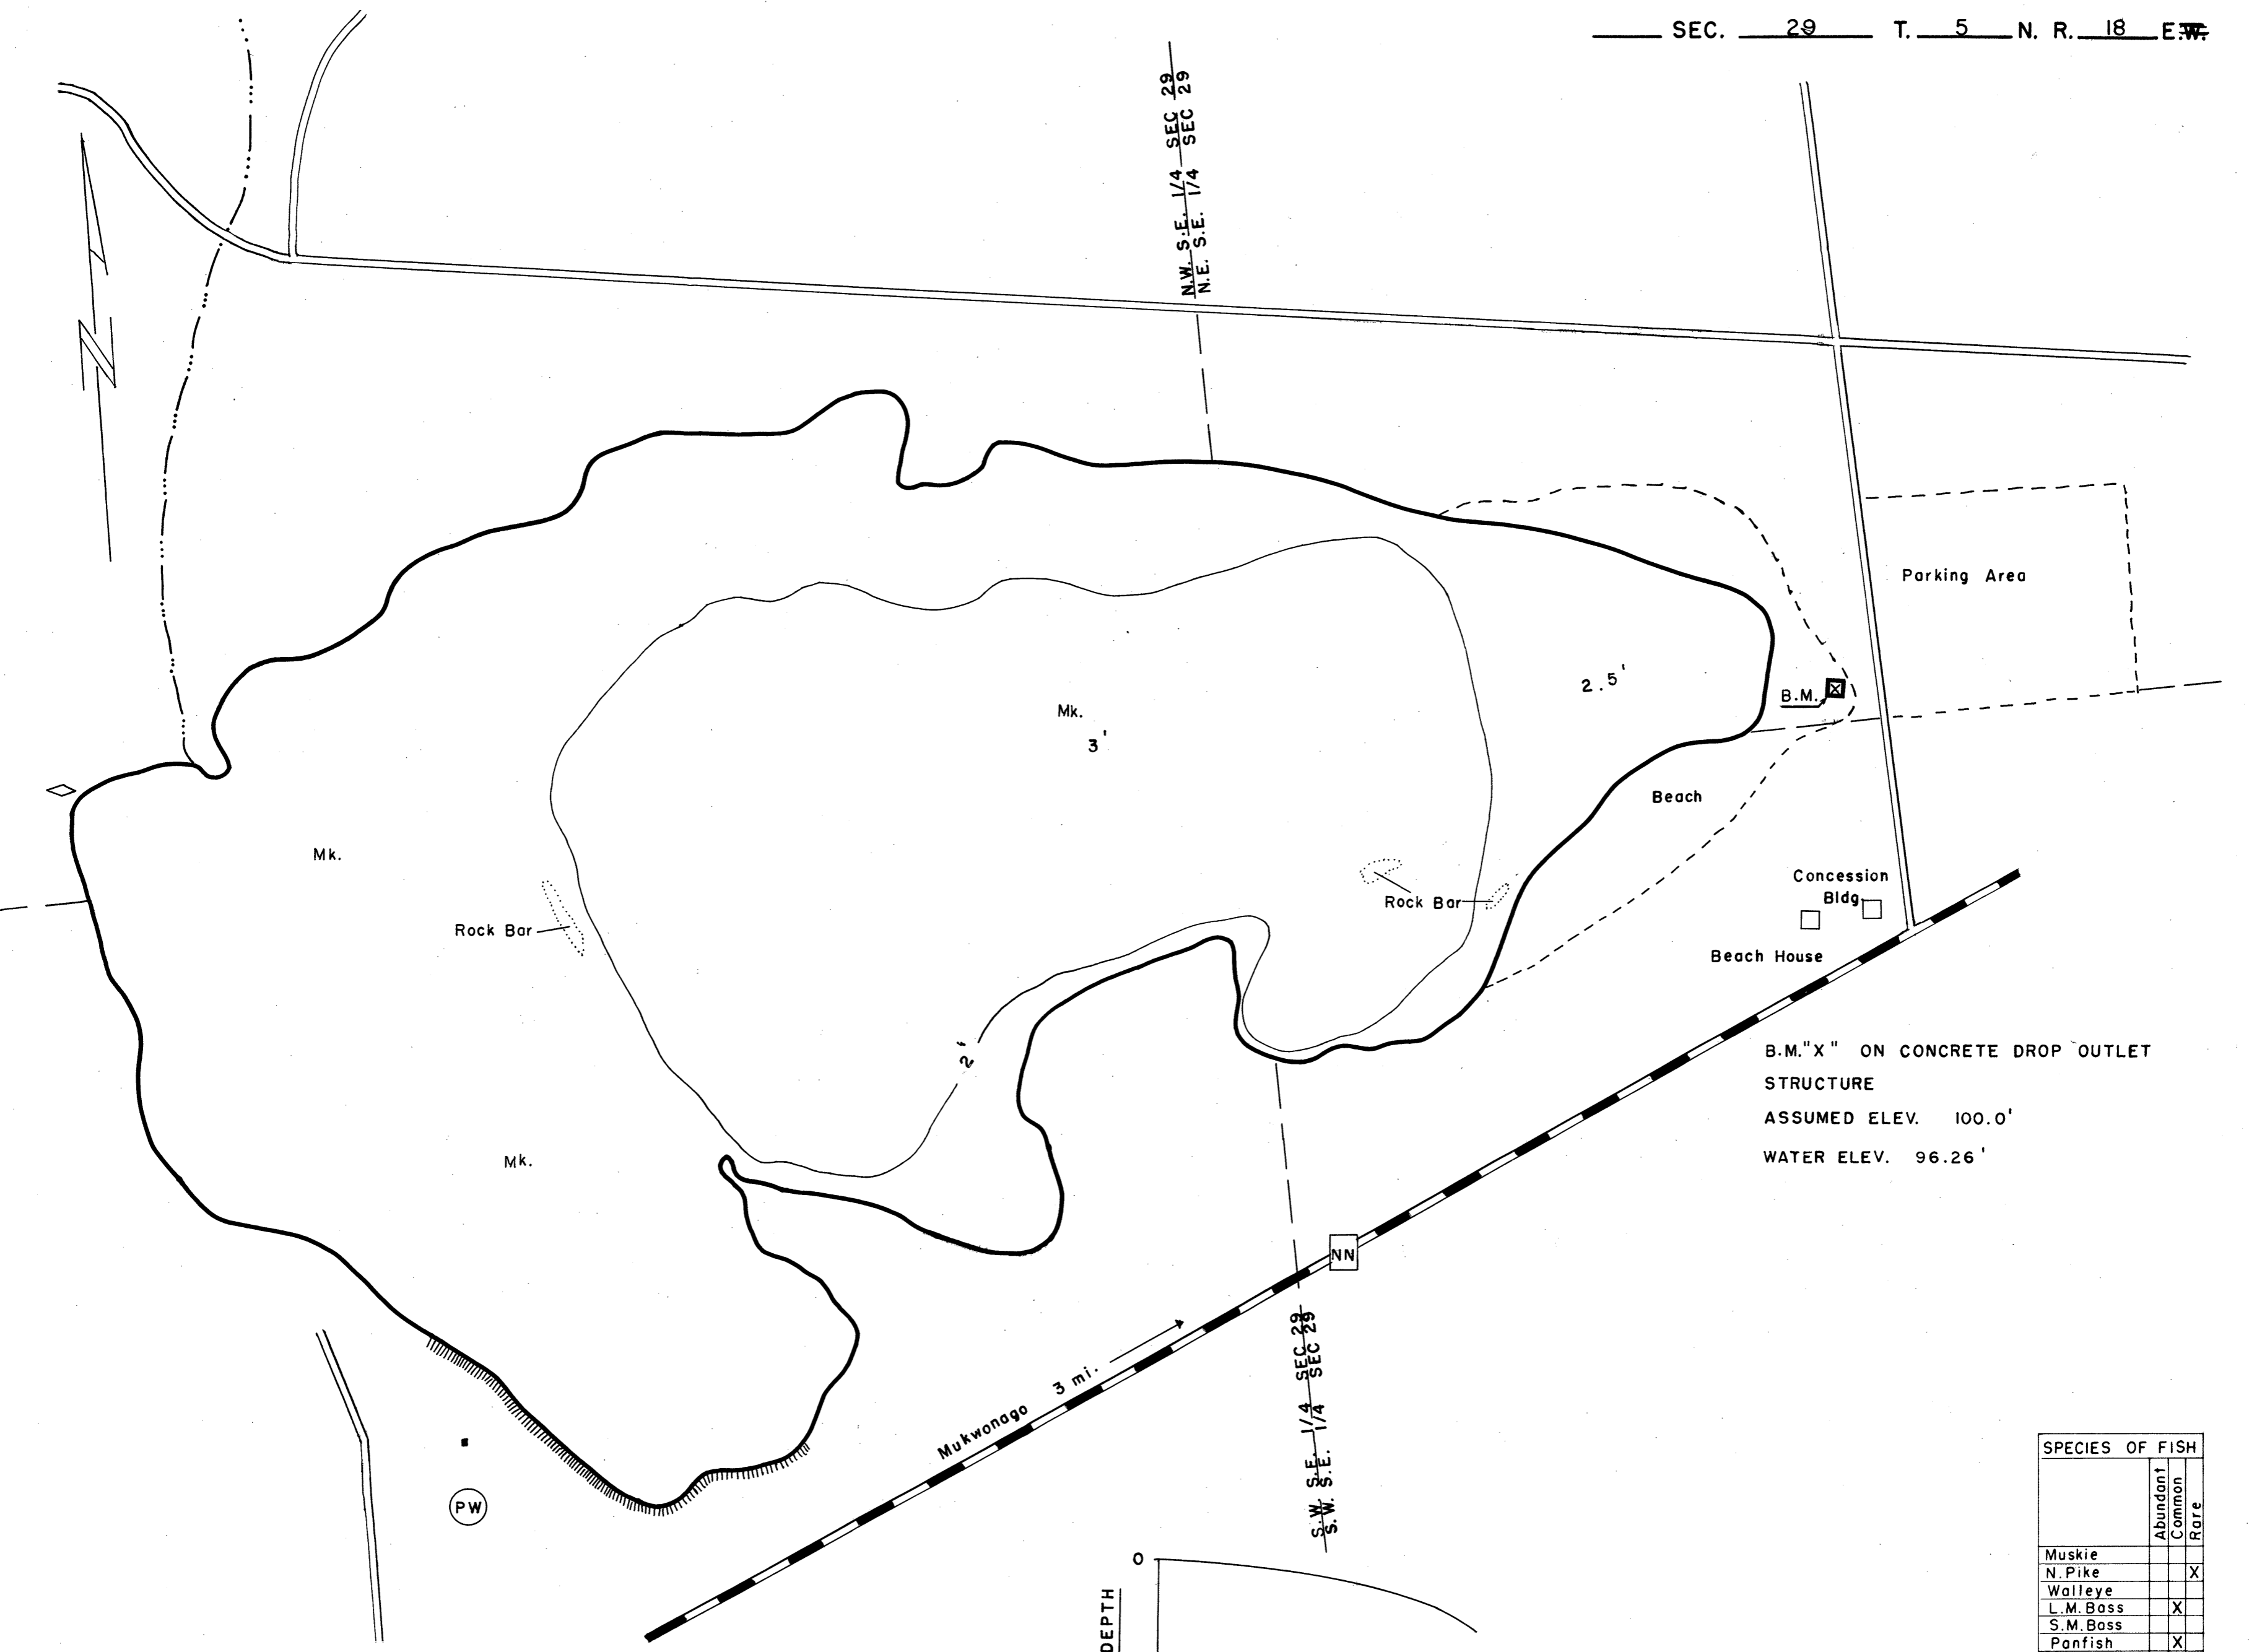 SEC. 29 T. 5 N. R. 18 E.W.
N.W. S.E. 1/4 SEC 29
N.E. S.E. 1/4 SEC 29
N
Parking Area
2.5'
B.M. X
Mk.
3'
Beach
Mk.
Concession
Bldg.
Rock Bar
Rock Bar
Beach House
2'
B.M. "X" ON CONCRETE DROP OUTLET
STRUCTURE
ASSUMED ELEV. 100.0'
WATER ELEV. 96.26'
Mk.
NN
Mukwonago 3 mi.
S.W. S.E. 1/4 SEC 29
S.W. S.E. 1/4 SEC 29
PW
SPECIES OF FISH
Abundant
Common
Rare
Muskie
N. Pike X
Walleye
L.M. Bass X
S.M. Bass
Panfish X
0
DEPTH